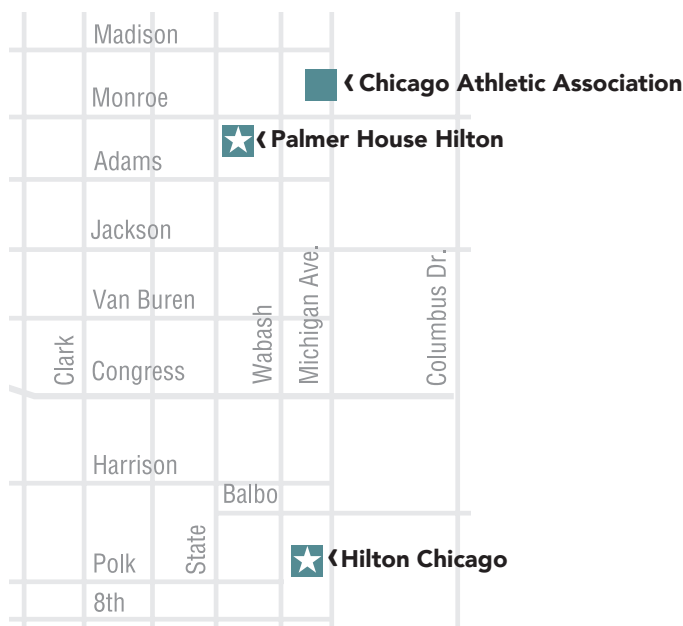 Madison
❰ Chicago Athletic Association
Monroe
❰ Palmer House Hilton
Adams
Jackson
Van Buren
Michigan Ave.
Columbus Dr.
Wabash
Clark
Congress
Harrison
Balbo
State
❰ Hilton Chicago
Polk
8th